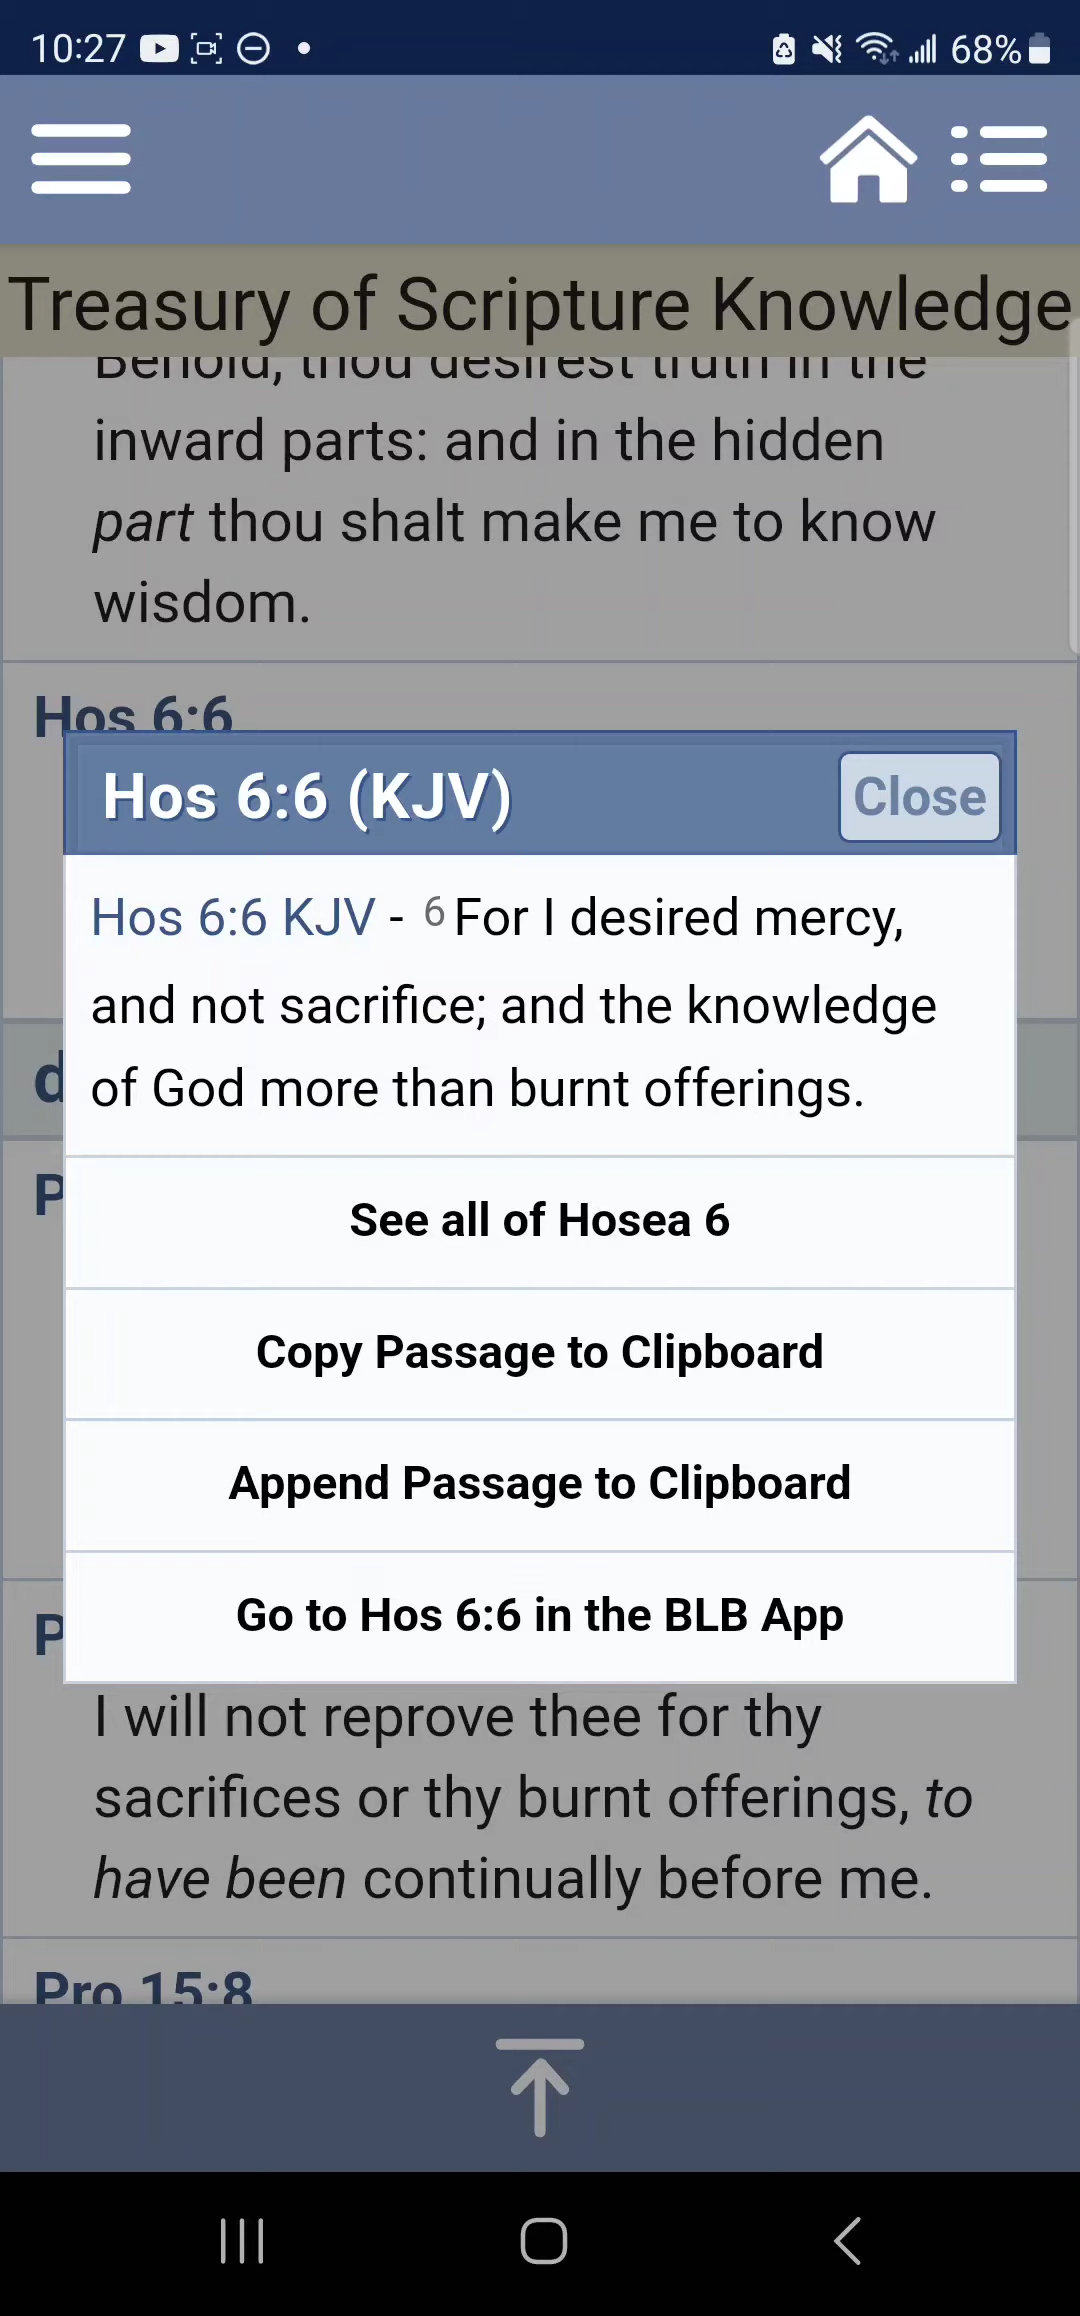 10:27
68%
Treasury of Scripture Knowledge
Behold, thou desirest truth in the
inward parts: and in the hidden
part thou shalt make me to know
wisdom.
Hos 6:6
Hos 6:6 (KJV)
Close
Hos 6:6 KJV - 6 For I desired mercy,
and not sacrifice; and the knowledge
of God more than burnt offerings.
See all of Hosea 6
Copy Passage to Clipboard
Append Passage to Clipboard
Go to Hos 6:6 in the BLB App
I will not reprove thee for thy
sacrifices or thy burnt offerings, to
have been continually before me.
Pro 15:8